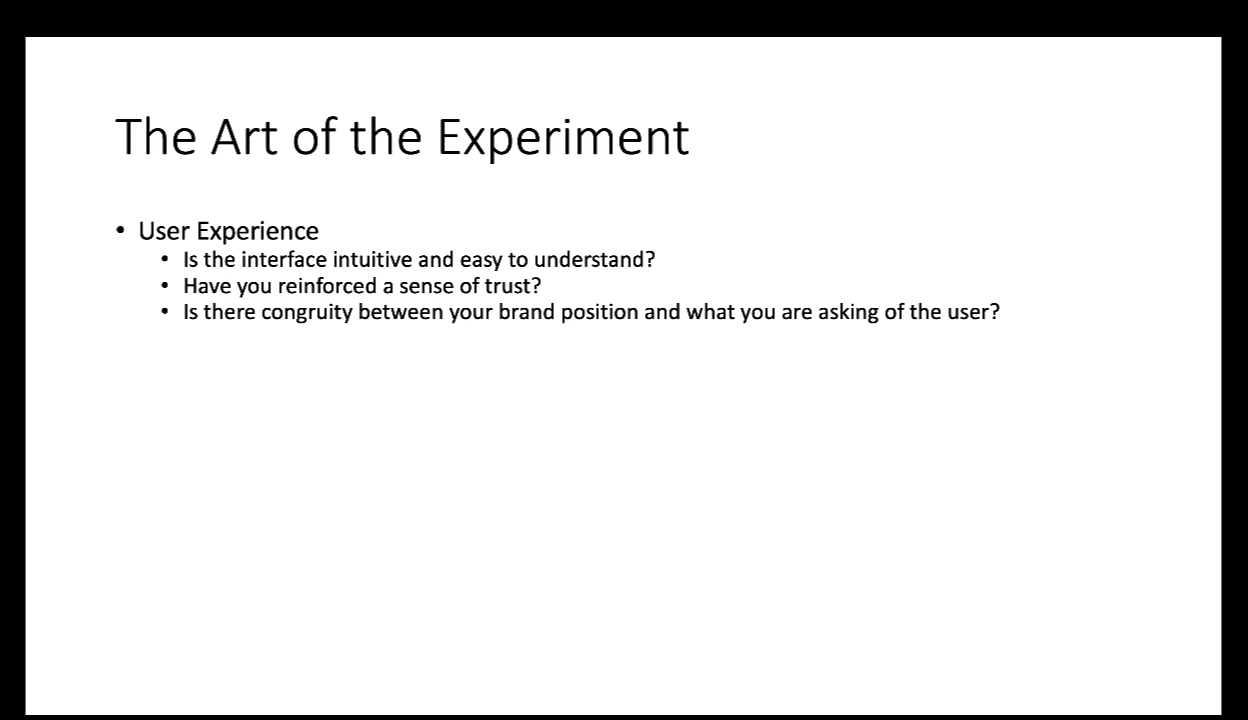 The Art of the Experiment
• User Experience
• Is the interface intuitive and easy to understand?
• Have you reinforced a sense of trust?
• Is there congruity between your brand position and what you are asking of the user?